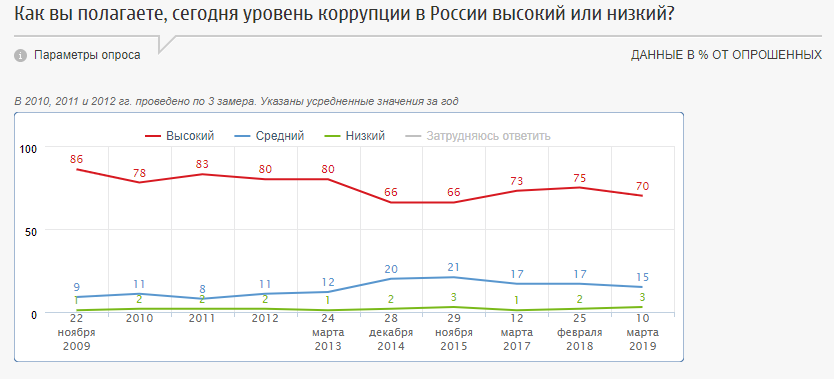 Как вы полагаете, сегодня уровень коррупции в России высокий или низкий?
i Параметры опроса ДАННЫЕ В % ОТ ОПРОШЕННЫХ
В 2010, 2011 и 2012 гг. проведено по 3 замера. Указаны усредненные значения за год
Высокий Средний Низкий Затрудняюсь ответить
100
86 78 83 80 80 66 66 73 75 70
50
9 11 8 11 12 20 21 17 17 15
1 2 2 2 1 2 3 1 2 3
0
22 2010 2011 2012 24 28 29 12 25 10
ноября марта декабря ноября марта февраля марта
2009 2013 2014 2015 2017 2018 2019